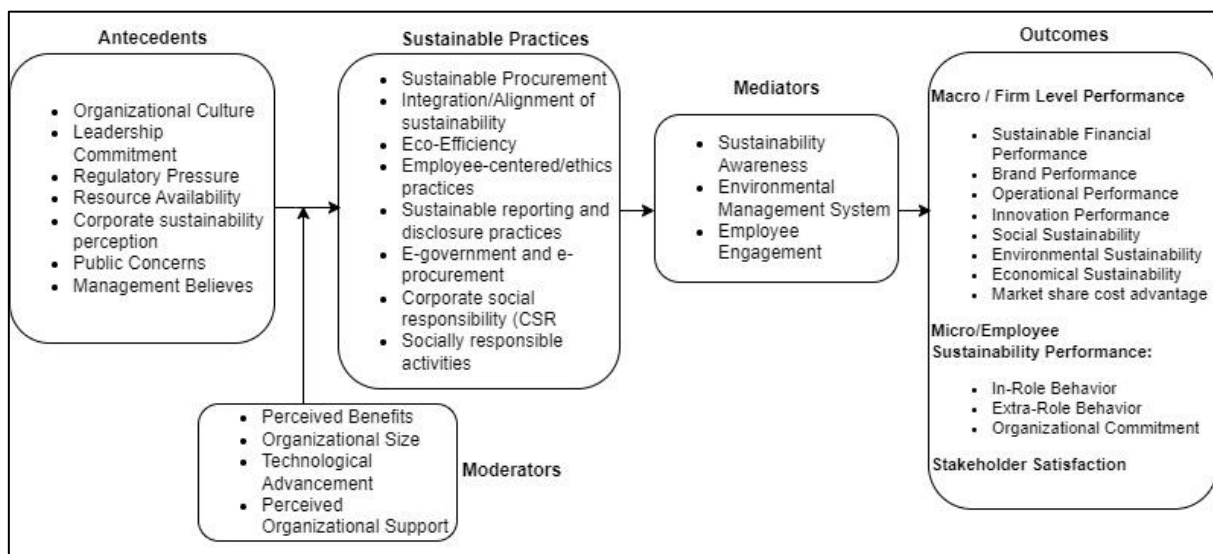 Antecedents
Organizational Culture
Leadership
Commitment
Regulatory Pressure
Resource Availability
Corporate sustainability
perception
Public Concerns
Management Believes
Sustainable Practices
Sustainable Procurement
Integration/Alignment of
sustainability
Eco-Efficiency
Employee-centered/ethics
practices
Sustainable reporting and
disclosure practices
E-government and e-
procurement
Corporate social
responsibility (CSR
Socially responsible
activities
Perceived Benefits
Organizational Size
Technological
Advancement
Perceived
Organizational Support
Moderators
Mediators
Sustainability
Awareness
Environmental
Management System
Employee
Engagement
Outcomes
Macro / Firm Level Performance
Sustainable Financial
Performance
Brand Performance
Operational Performance
Innovation Performance
Social Sustainability
Environmental Sustainability
Economical Sustainability
Market share cost advantage
Micro/Employee
Sustainability Performance:
In-Role Behavior
Extra-Role Behavior
Organizational Commitment
Stakeholder Satisfaction